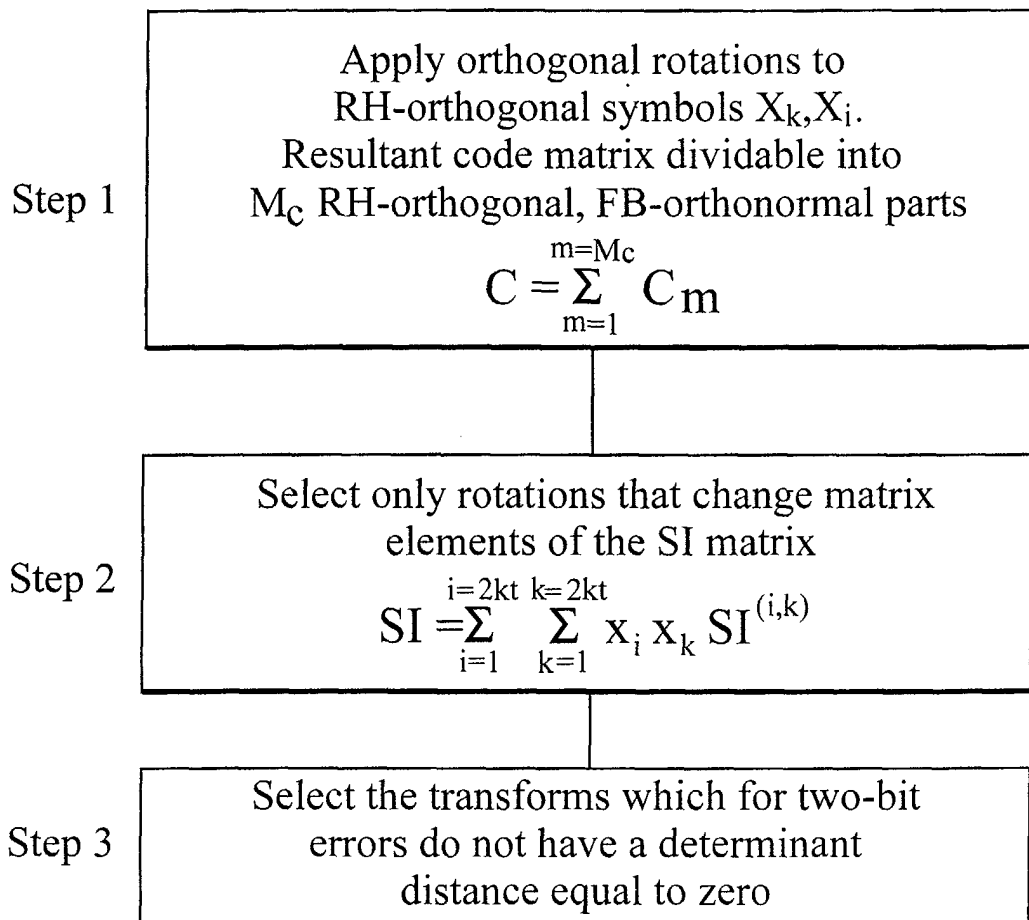 Step 1
Apply orthogonal rotations to
RH-orthogonal symbols Xk,Xi.
Resultant code matrix dividable into
Mc RH-orthogonal, FB-orthonormal parts
m=Mc
C = Σ Cm
m=1
Step 2
Select only rotations that change matrix
elements of the SI matrix
i=2kt k=2kt
SI = Σ Σ xi xk SI(i,k)
i=1 k=1
Step 3
Select the transforms which for two-bit
errors do not have a determinant
distance equal to zero